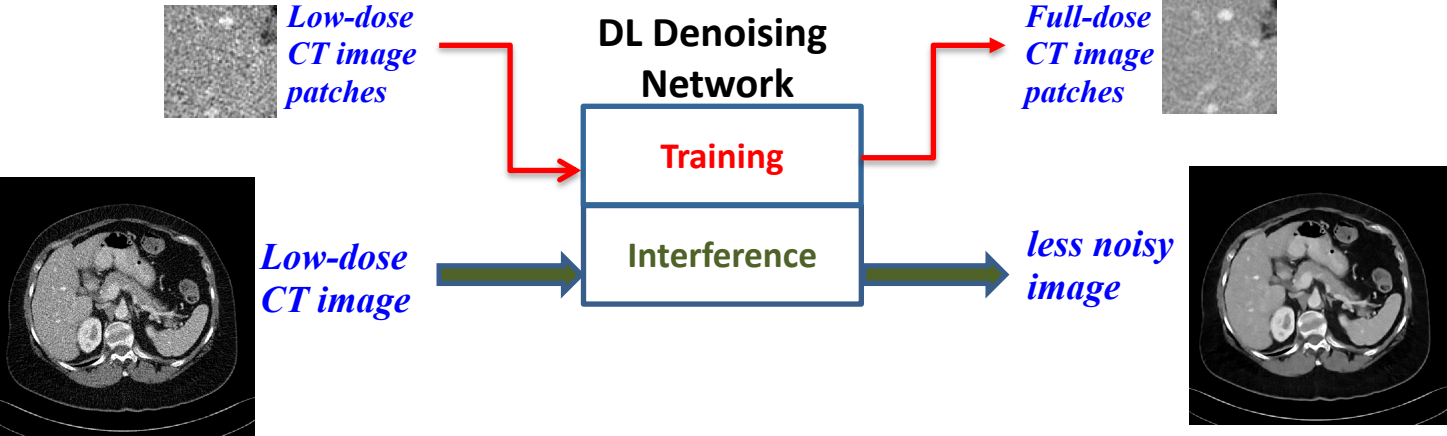 Low-dose
CT image
patches
DL Denoising
Network
Full-dose
CT image
patches
Training
Low-dose
CT image
Interference
less noisy
image